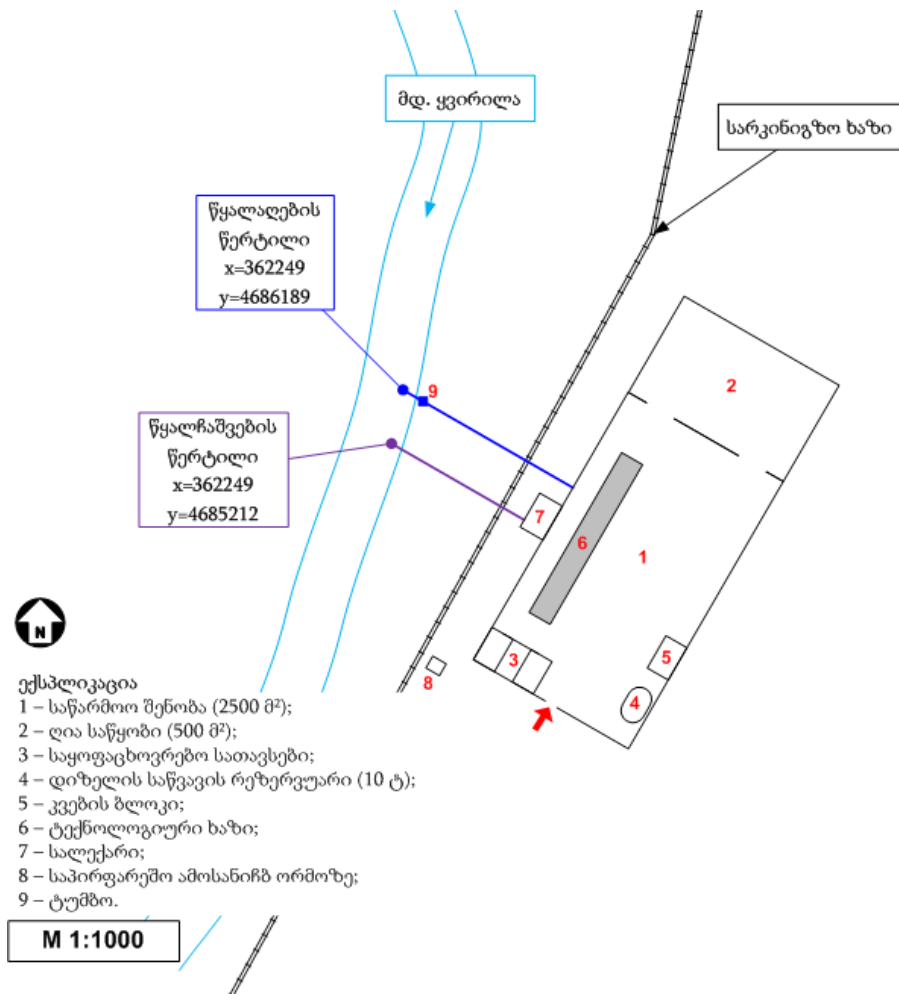 მდ. ყვირილა
სარკინიგზო ხაზი
წყალაღების
წერტილი
x=362249
y=4686189
2
9
წყალჩაშვების
წერტილი
x=362249
y=4685212
7
6
1
N
3
5
8
4
ექსპლიკაცია
1 – საწარმოო შენობა (2500 მ²);
2 – ღია საწყობი (500 მ²);
3 – საყოფაცხოვრებო სათავსები;
4 – დიზელის საწვავის რეზერვუარი (10 ტ);
5 – კვების ბლოკი;
6 – ტექნოლოგიური ხაზი;
7 – სალექარი;
8 – საპირფარეშო ამოსანიჩბ ორმოზე;
9 – ტუმბო.
M 1:1000